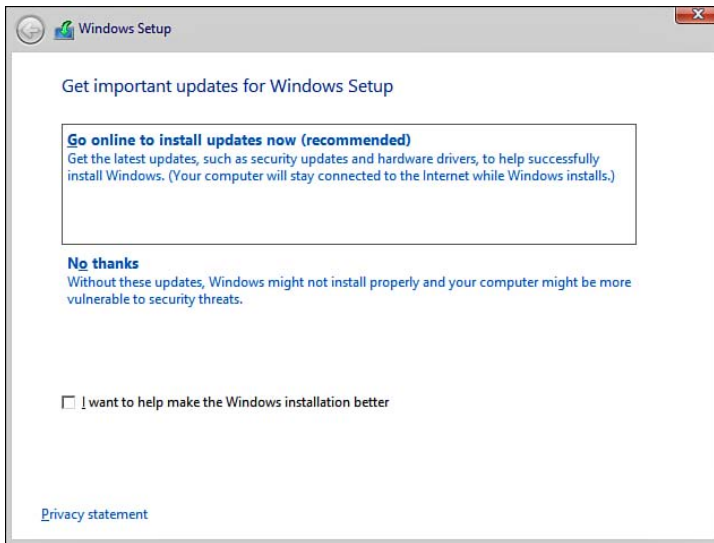 Windows Setup
Get important updates for Windows Setup
Go online to install updates now (recommended)
Get the latest updates, such as security updates and hardware drivers, to help successfully
install Windows. (Your computer will stay connected to the Internet while Windows installs.)
No thanks
Without these updates, Windows might not install properly and your computer might be more
vulnerable to security threats.
I want to help make the Windows installation better
Privacy statement